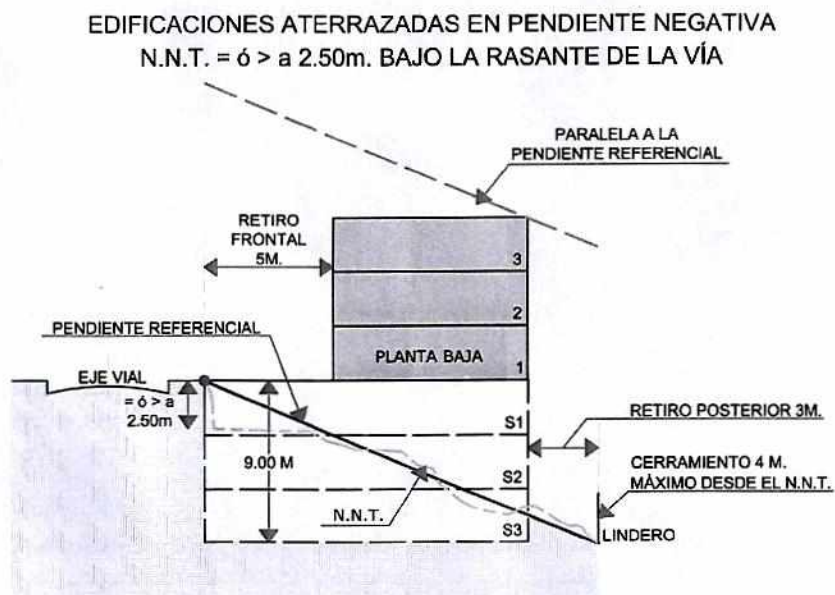 EDIFICACIONES ATERRAZADAS EN PENDIENTE NEGATIVA
N.N.T. = ó > a 2.50m. BAJO LA RASANTE DE LA VÍA
PARALELA A LA
PENDIENTE REFERENCIAL
RETIRO
FRONTAL
5M.
3
2
PENDIENTE REFERENCIAL
PLANTA BAJA
1
EJE VIAL
= ó > a
2.50m
S1
RETIRO POSTERIOR 3M.
9.00 M
S2
CERRAMIENTO 4 M.
MÁXIMO DESDE EL N.N.T.
N.N.T.
S3
LINDERO